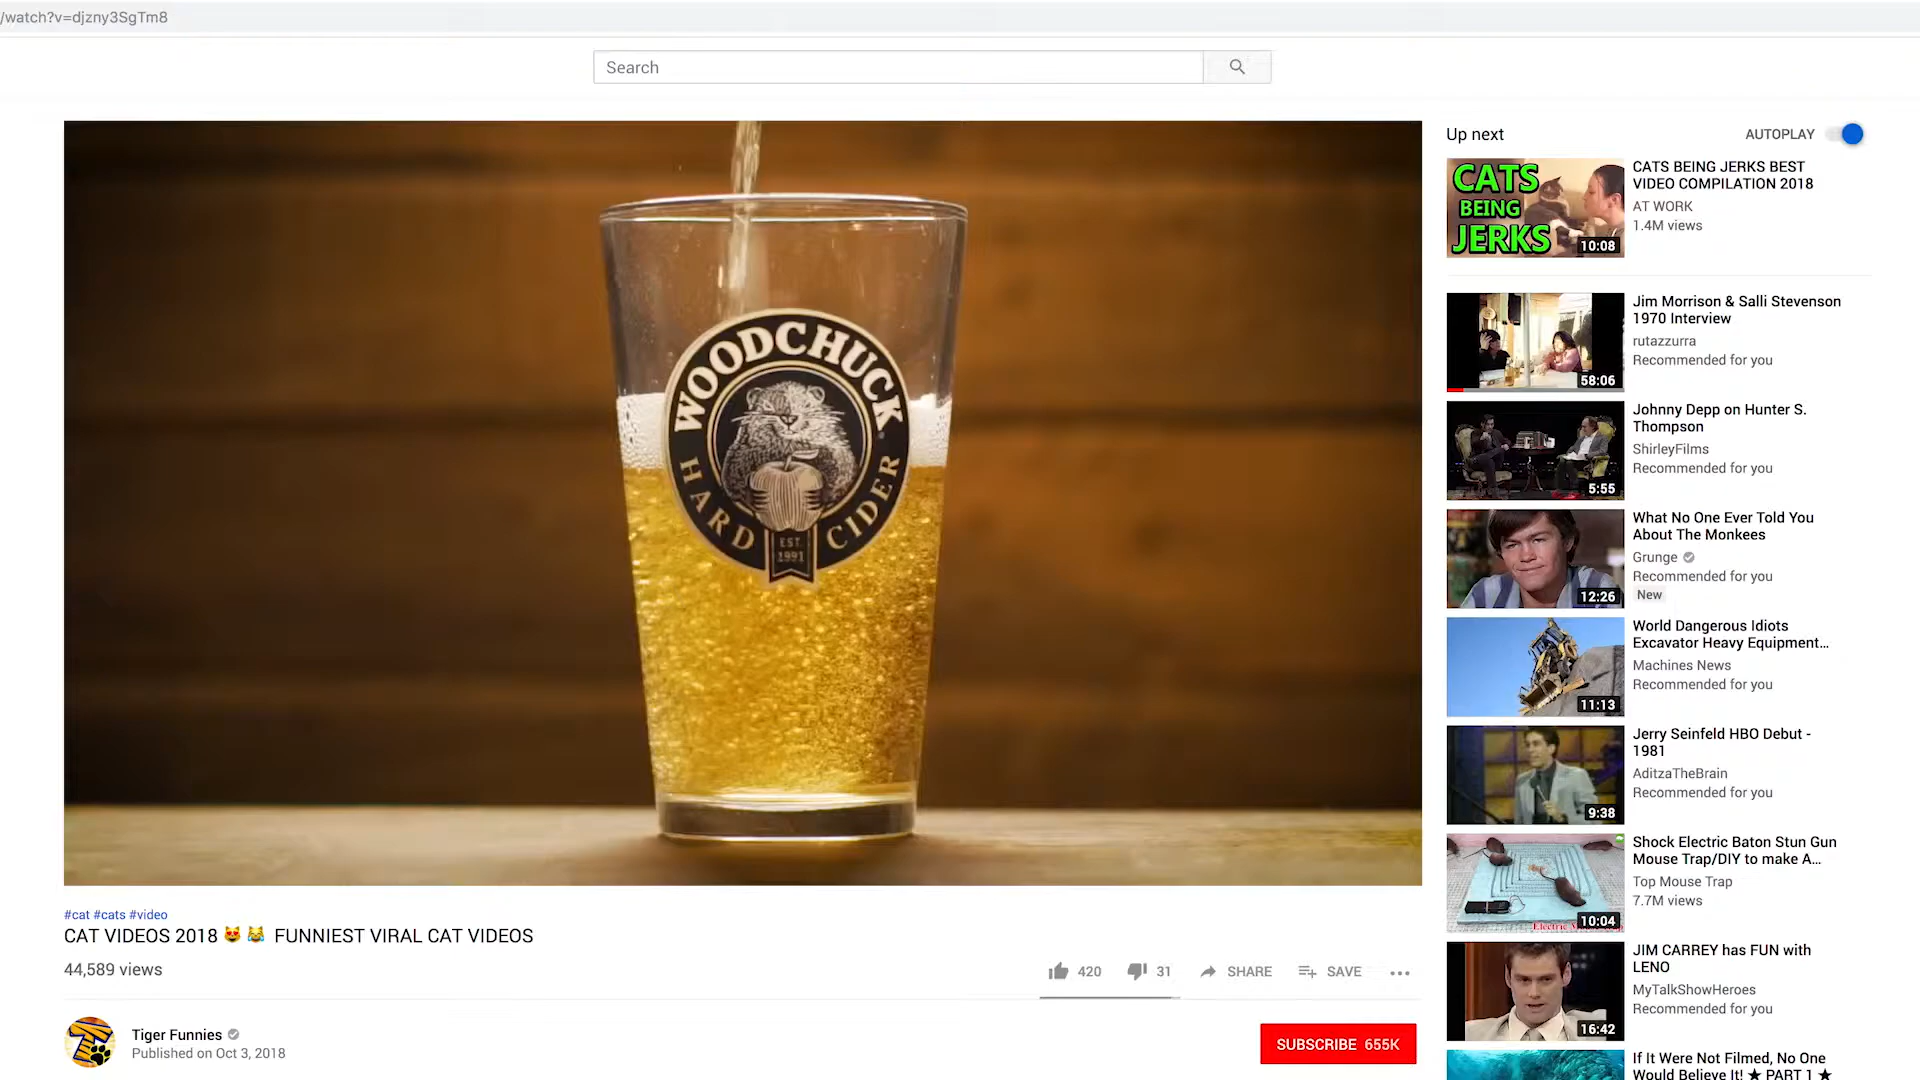 /watch?v=djzny3SgTm8
Search
WOODCHUCK
HARD CIDER
EST.
1991
#cat #cats #video
CAT VIDEOS 2018 😻 😹 FUNNIEST VIRAL CAT VIDEOS
44,589 views
420
31
SHARE
SAVE
Tiger Funnies
Published on Oct 3, 2018
SUBSCRIBE 655K
Up next
AUTOPLAY
CATS
BEING
JERKS
10:08
CATS BEING JERKS BEST
VIDEO COMPILATION 2018
AT WORK
1.4M views
58:06
Jim Morrison & Salli Stevenson
1970 Interview
rutazzurra
Recommended for you
5:55
Johnny Depp on Hunter S.
Thompson
ShirleyFilms
Recommended for you
12:26
What No One Ever Told You
About The Monkees
Grunge
Recommended for you
New
11:13
World Dangerous Idiots
Excavator Heavy Equipment...
Machines News
Recommended for you
9:38
Jerry Seinfeld HBO Debut -
1981
AditzaTheBrain
Recommended for you
10:04
Shock Electric Baton Stun Gun
Mouse Trap/DIY to make A...
Top Mouse Trap
7.7M views
16:42
JIM CARREY has FUN with
LENO
MyTalkShowHeroes
Recommended for you
If It Were Not Filmed, No One
Would Believe It! ★ PART 1 ★